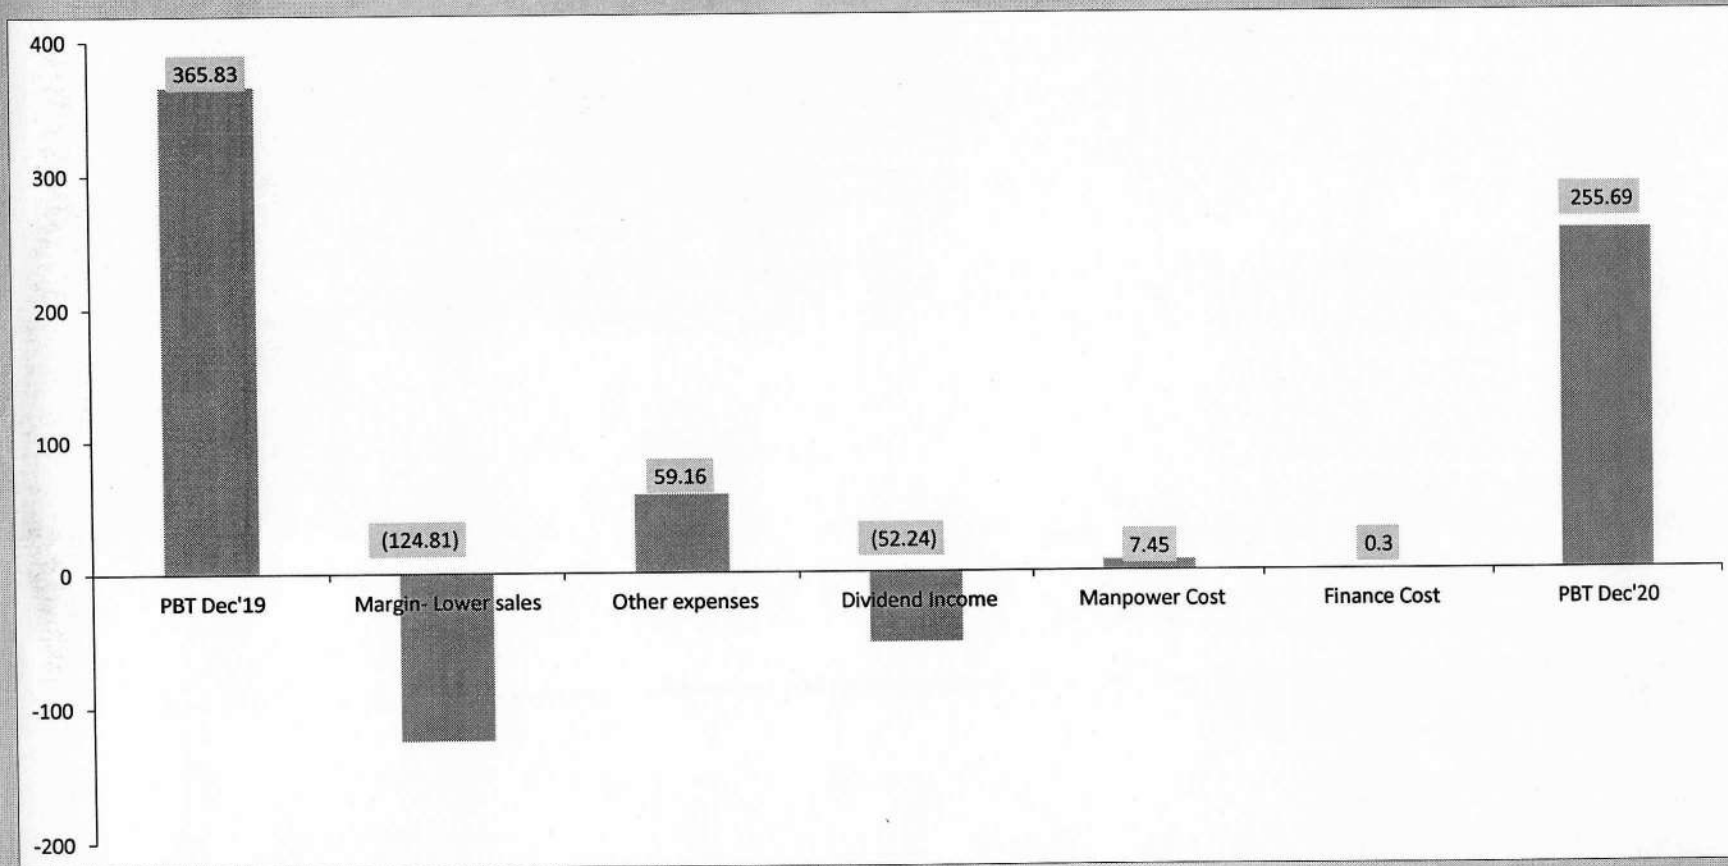 400
365.83
300
255.69
200
100
59.16
(124.81)
(52.24)
7.45
0.3
0
PBT Dec'19
Margin- Lower sales
Other expenses
Dividend Income
Manpower Cost
Finance Cost
PBT Dec'20
-100
-200